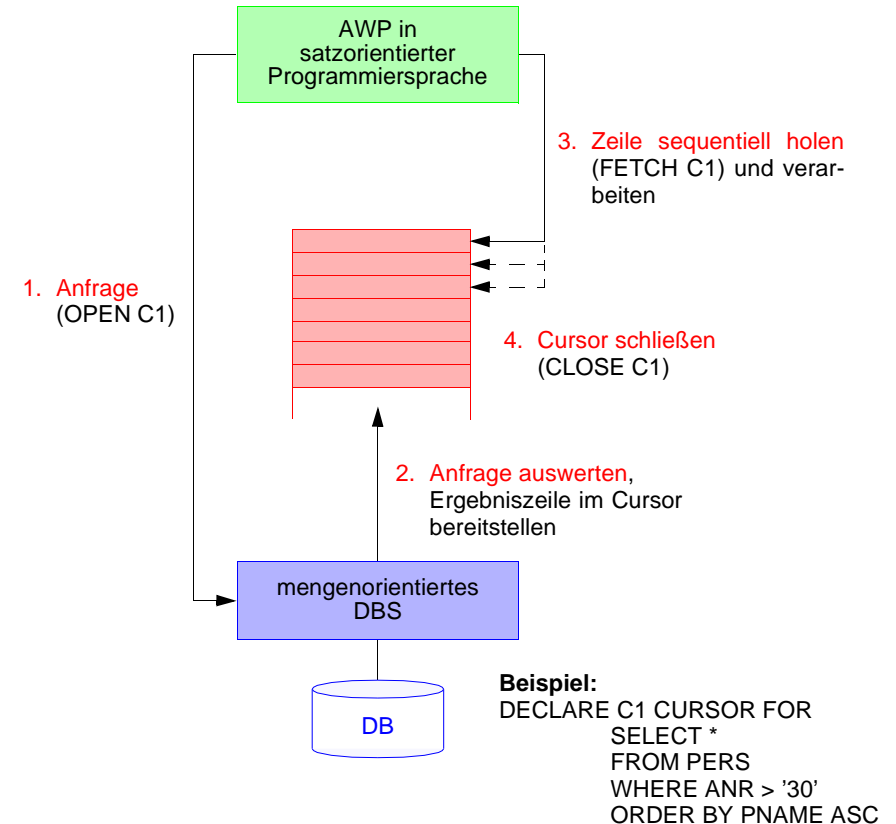 AWP in
satzorientierter
Programmiersprache
3. Zeile sequentiell holen
(FETCH C1) und verar-
beiten
1. Anfrage
(OPEN C1)
4. Cursor schließen
(CLOSE C1)
2. Anfrage auswerten,
Ergebniszeile im Cursor
bereitstellen
mengenorientiertes
DBS
DB
Beispiel:
DECLARE C1 CURSOR FOR
SELECT *
FROM PERS
WHERE ANR > '30'
ORDER BY PNAME ASC